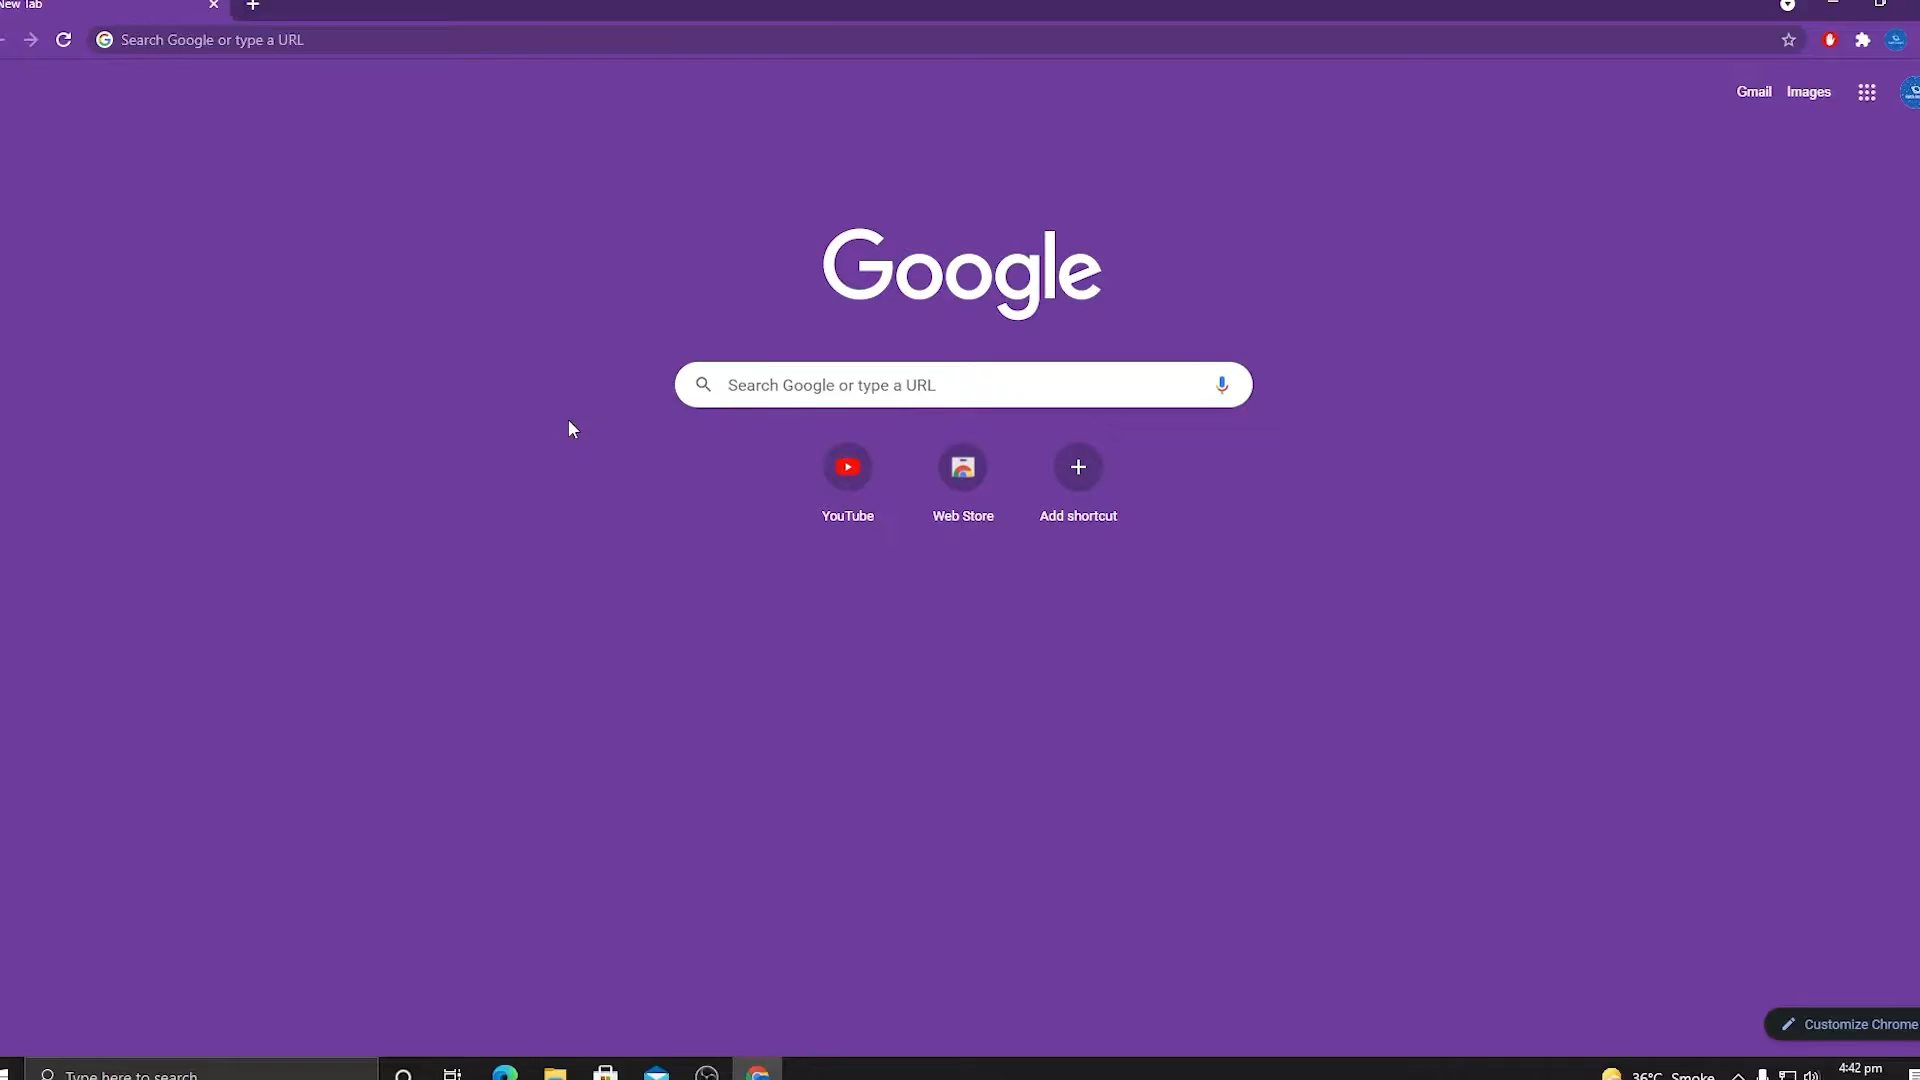 New Tab
Search Google or type a URL
Gmail Images
Google
Search Google or type a URL
YouTube Web Store Add shortcut
Customize Chrome
Type here to search
36°C Smoke
4:42 pm